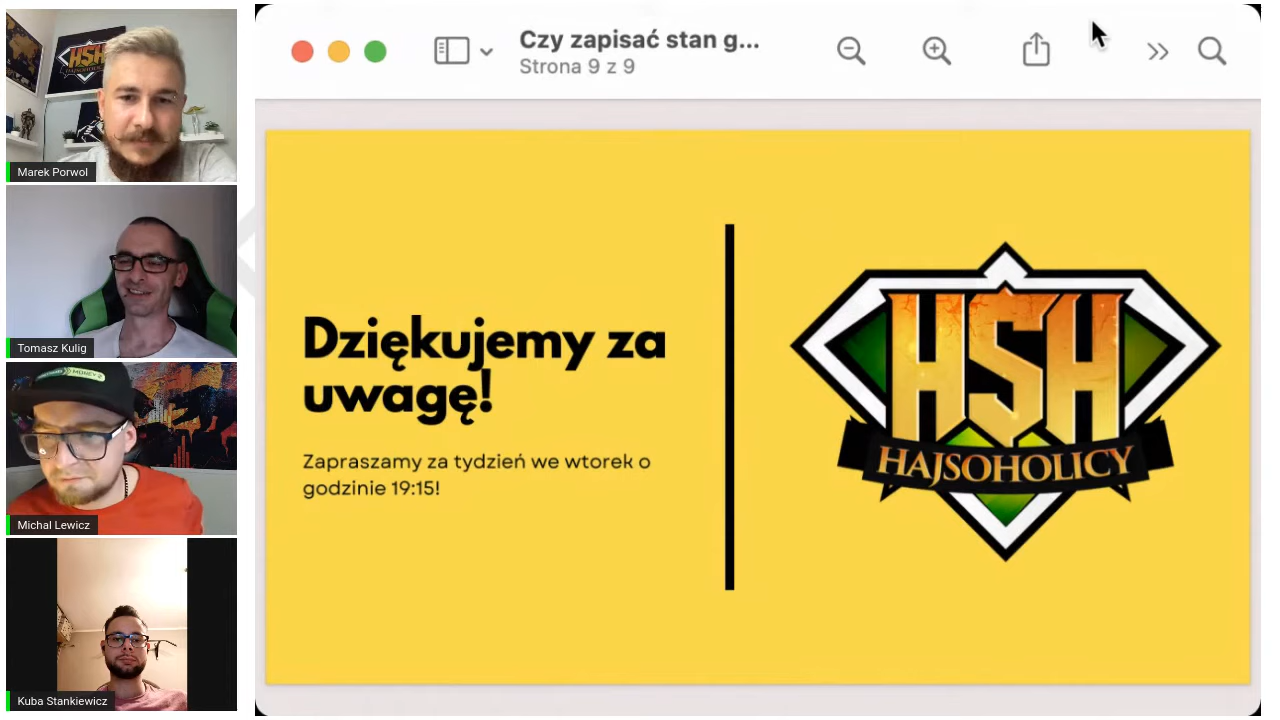 HSH
Marek Porwol
Tomasz Kulig
Michal Lewicz
Kuba Stankiewicz
Czy zapisać stan g...
Strona 9 z 9
Dziękujemy za
uwagę!
Zapraszamy za tydzień we wtorek o
godzinie 19:15!
H$H
HAJSOHOLICY